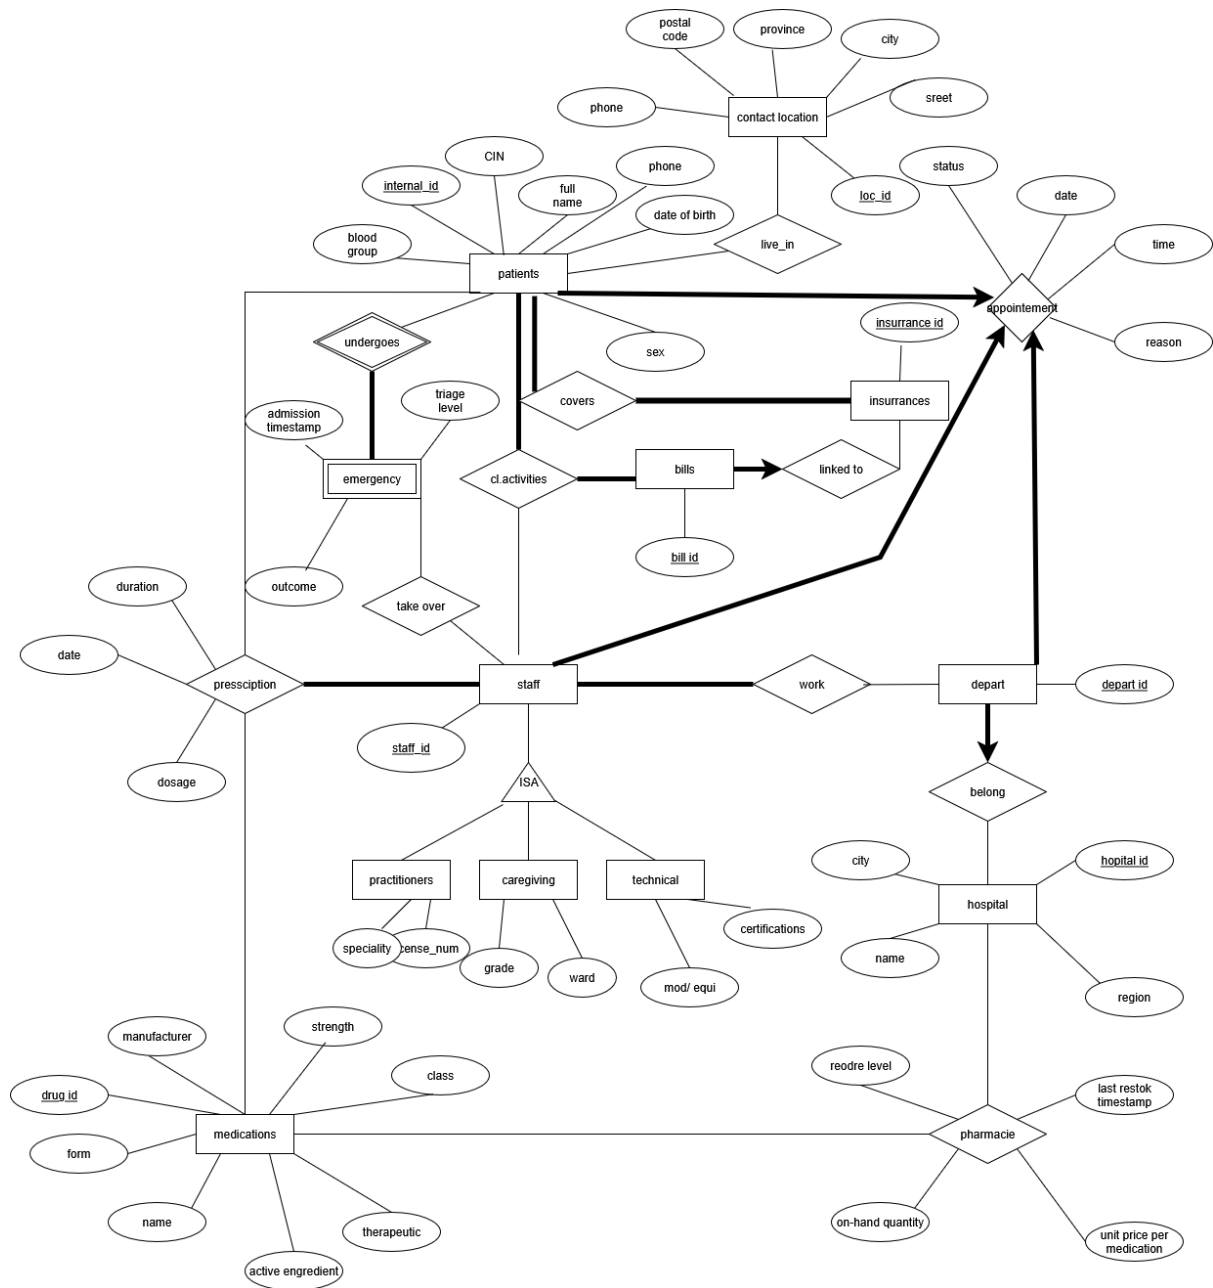 postal
code
province
city
phone
contact location
sreet
CIN
phone
status
internal_id
full
name
loc_id
date
date of birth
blood
group
live_in
time
patients
appointement
insurrance id
undergoes
sex
reason
triage
level
covers
insurrances
admission
timestamp
emergency
cl.activities
bills
linked to
bill id
duration
outcome
take over
date
pressciption
staff
work
depart
depart id
staff_id
dosage
ISA
belong
city
hopital id
practitioners
caregiving
technical
hospital
certifications
speciality
cense_num
name
grade
ward
mod/ equi
region
strength
manufacturer
reodre level
class
last restok
timestamp
drug id
medications
pharmacie
form
name
therapeutic
on-hand quantity
unit price per
medication
active engredient